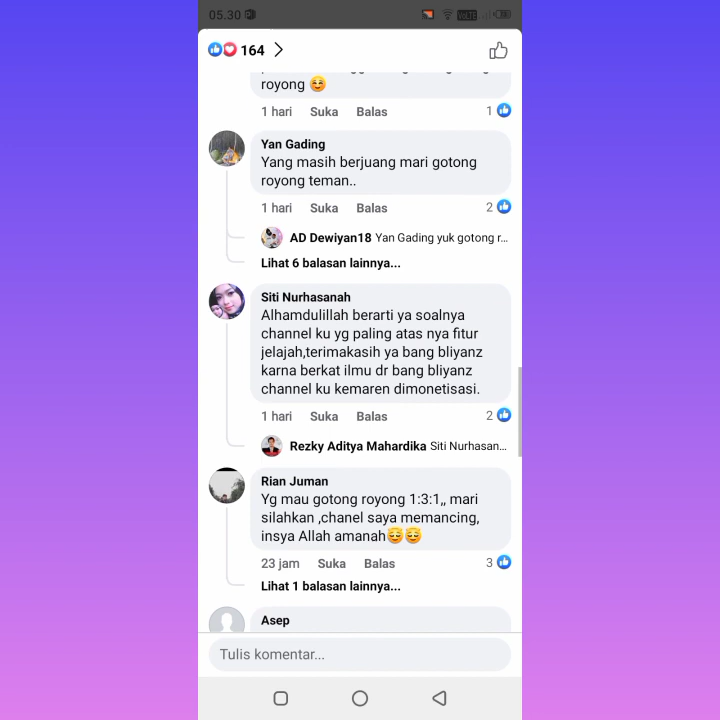 05.30
VoLTE
164
royong 😊
1 hari Suka Balas 1
Yan Gading
Yang masih berjuang mari gotong
royong teman..
1 hari Suka Balas 2
AD Dewiyan18 Yan Gading yuk gotong r...
Lihat 6 balasan lainnya...
Siti Nurhasanah
Alhamdulillah berarti ya soalnya
channel ku yg paling atas nya fitur
jelajah,terimakasih ya bang bliyanz
karna berkat ilmu dr bang bliyanz
channel ku kemaren dimonetisasi.
1 hari Suka Balas 2
Rezky Aditya Mahardika Siti Nurhasan...
Rian Juman
Yg mau gotong royong 1:3:1,, mari
silahkan ,chanel saya memancing,
insya Allah amanah😌😌
23 jam Suka Balas 3
Lihat 1 balasan lainnya...
Asep
Tulis komentar...